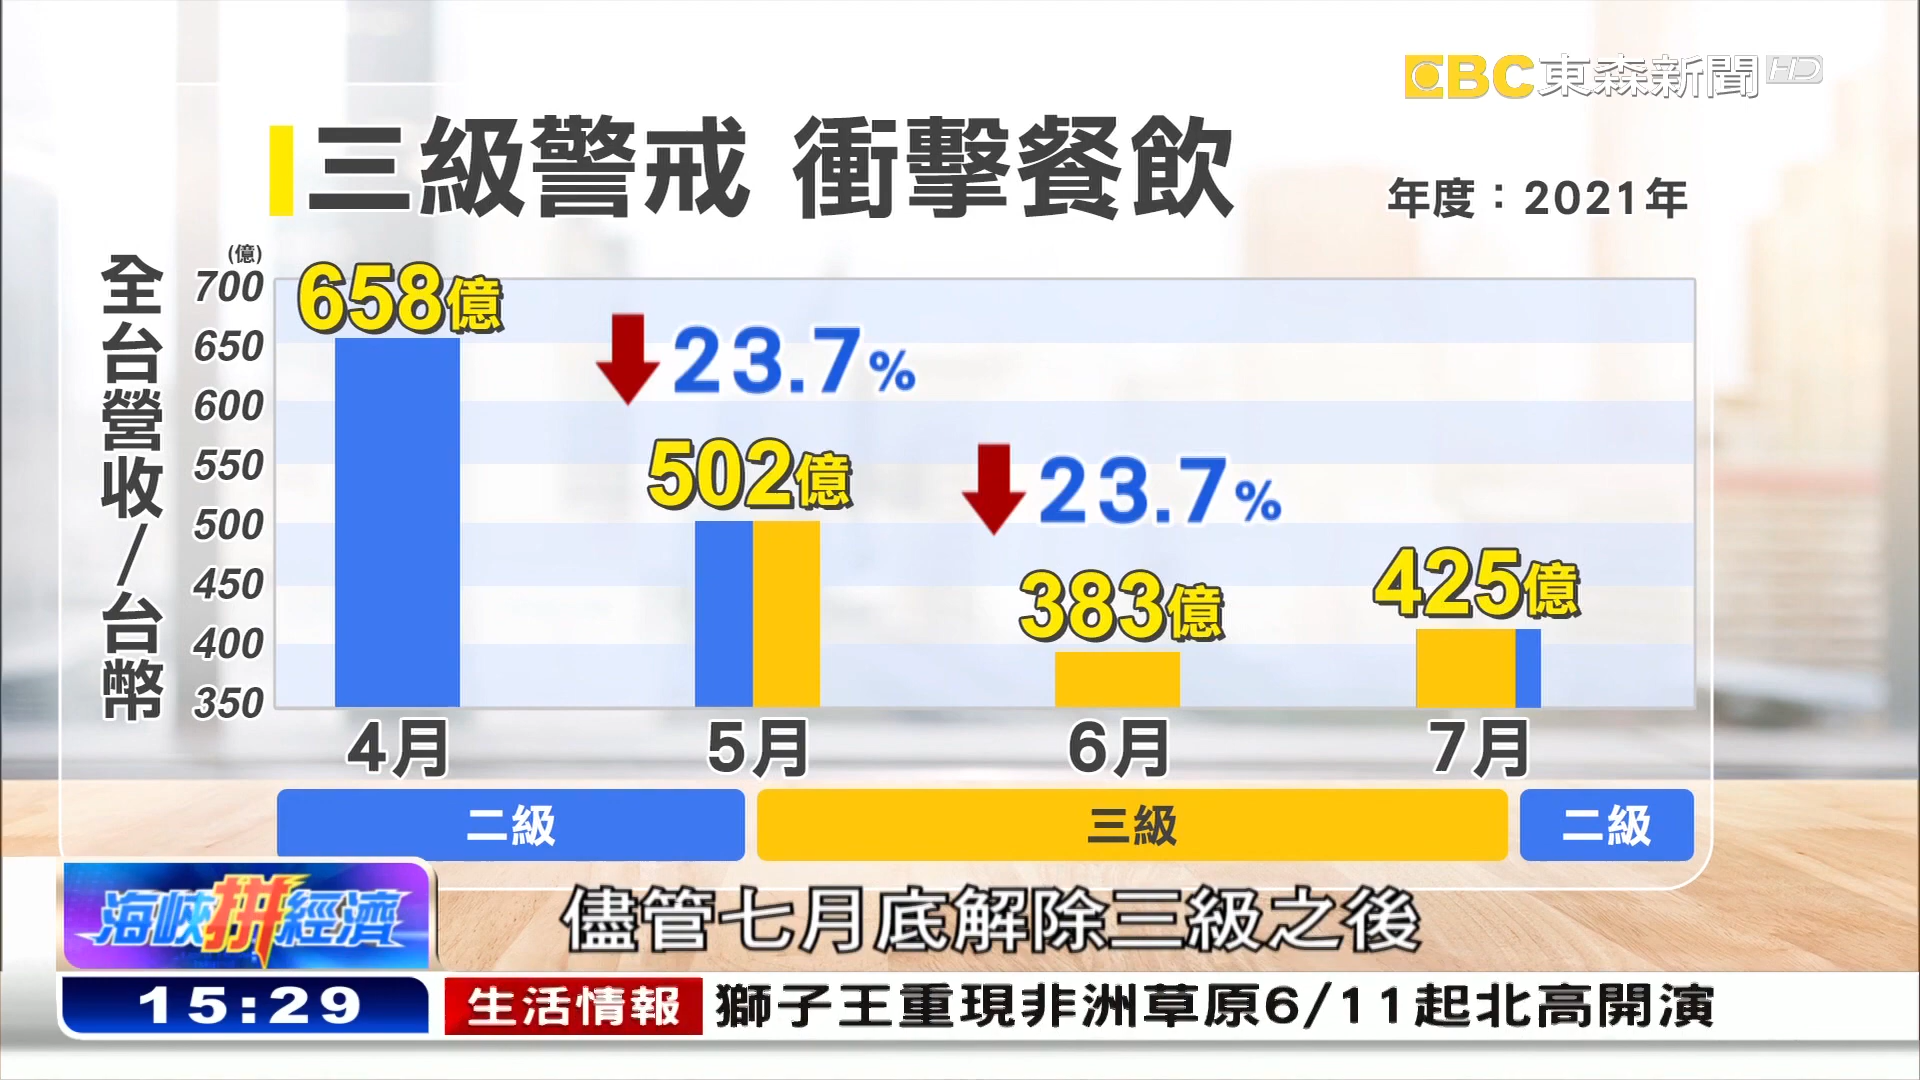 EBC東森新聞HD
三級警戒 衝擊餐飲
年度：2021年
全台營收/台幣
(億)
700
650
600
550
500
450
400
350
658億
23.7%
502億
23.7%
383億
425億
4月 5月 6月 7月
二級 三級 二級
海峽拼經濟
儘管七月底解除三級之後
15:29
生活情報 獅子王重現非洲草原6/11起北高開演